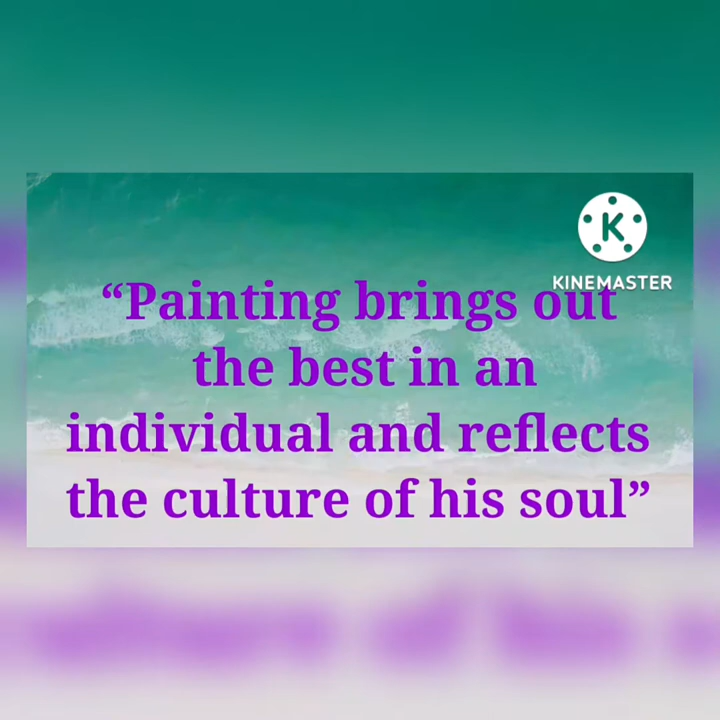 K
KINEMASTER
“Painting brings out
the best in an
individual and reflects
the culture of his soul”